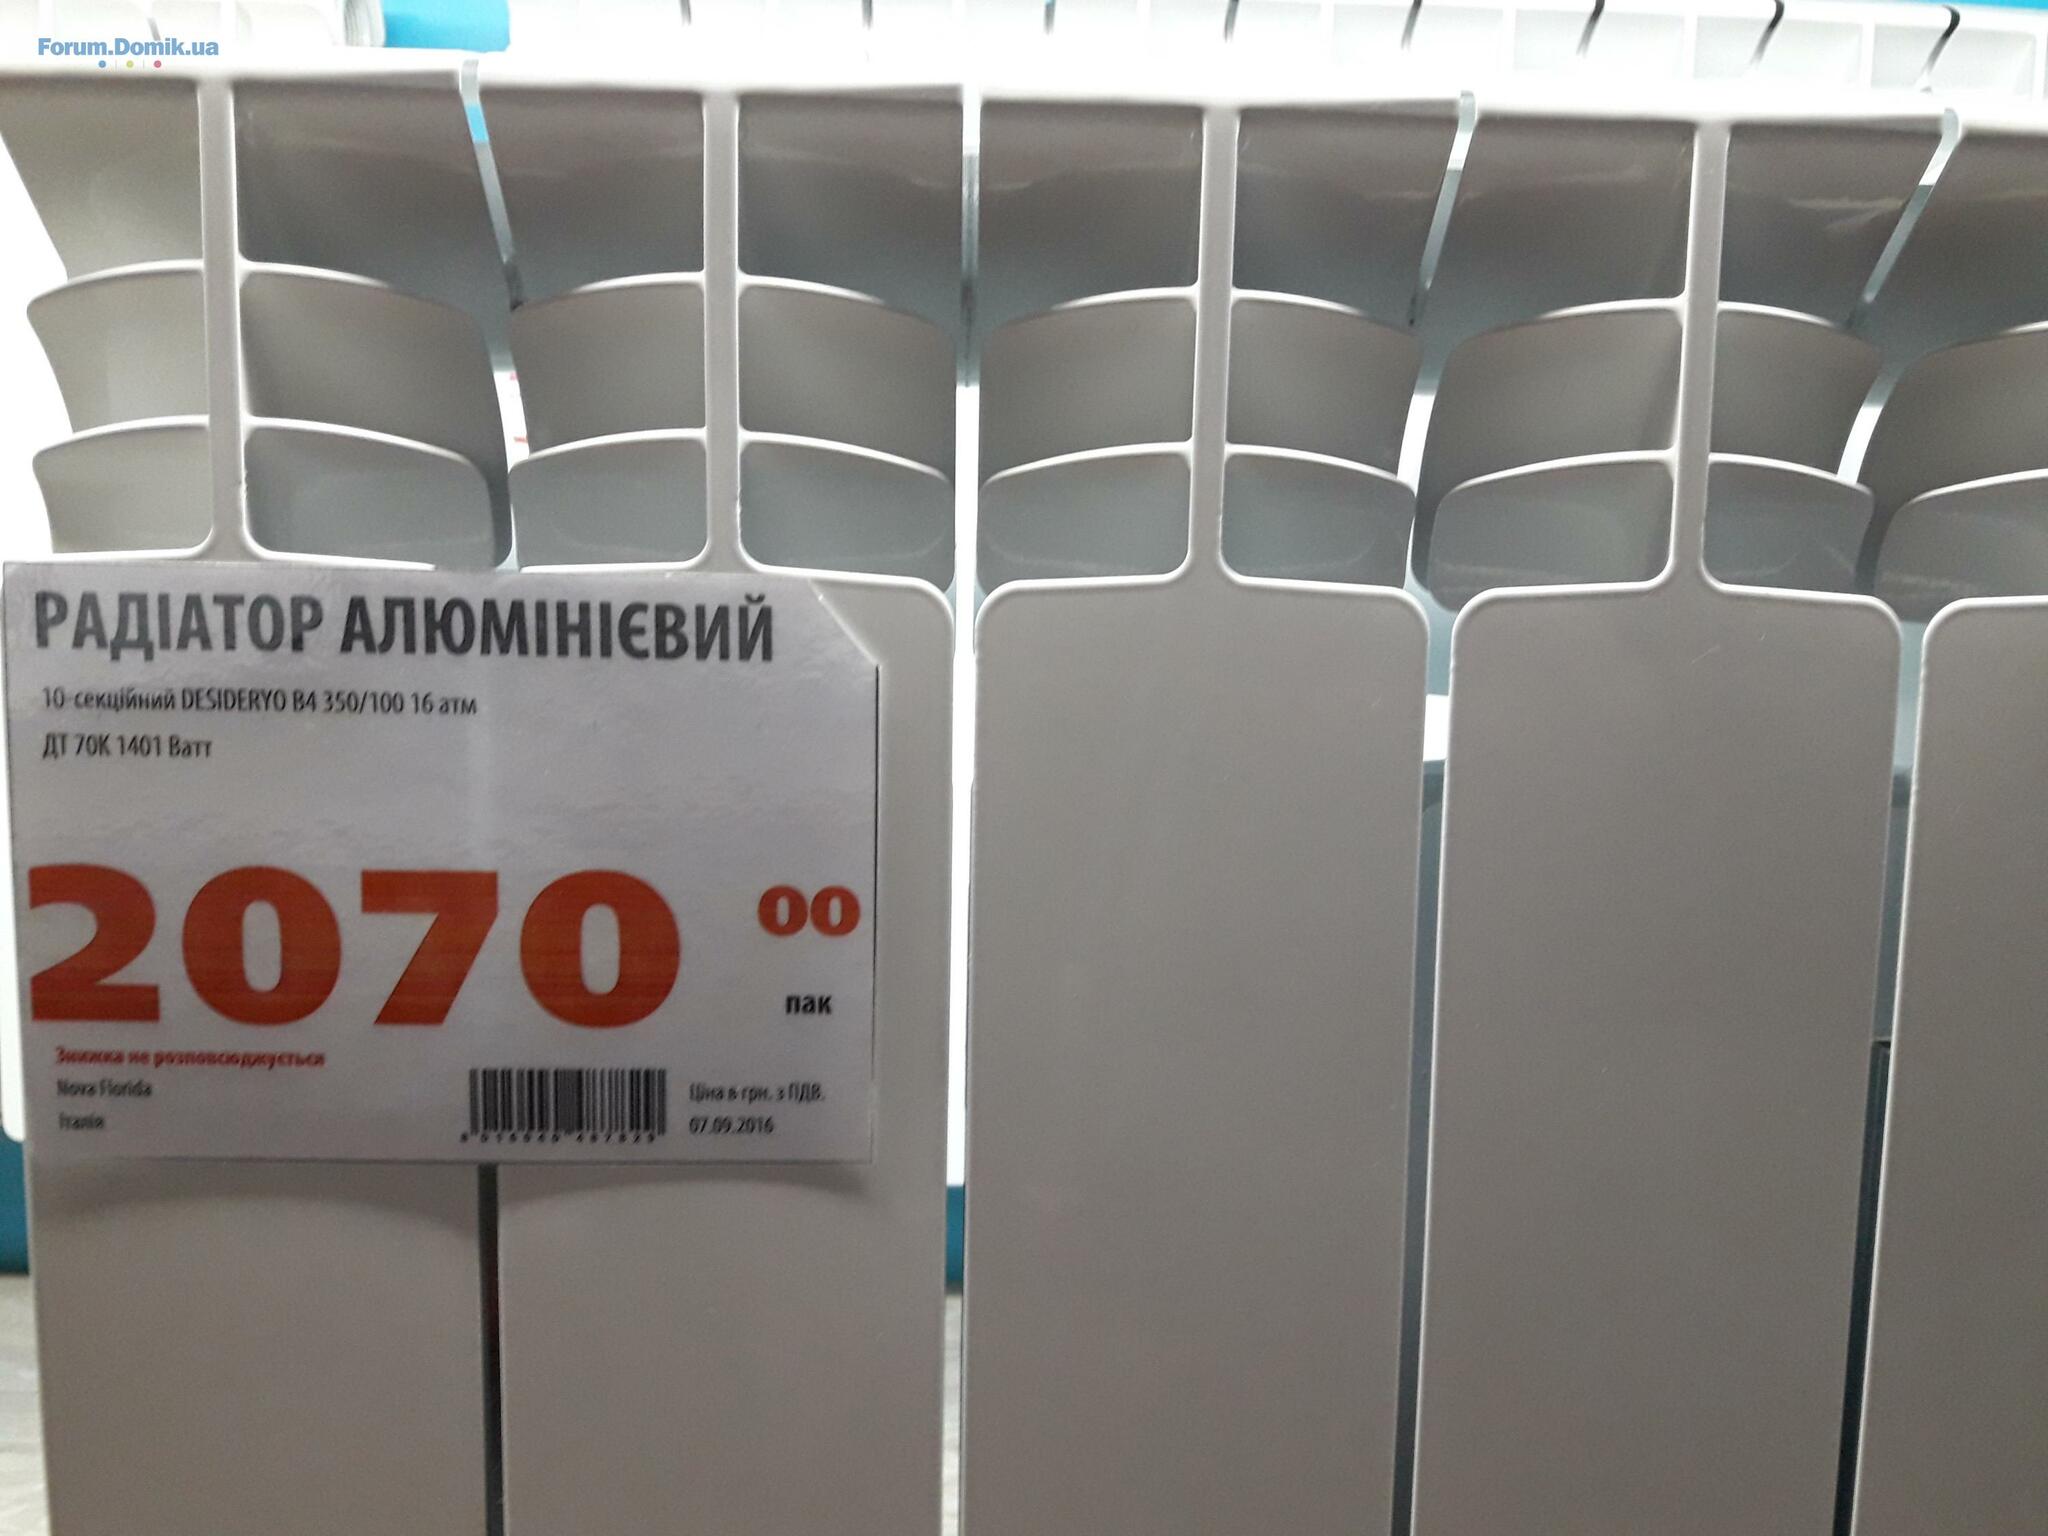 Forum.Domik.ua
РАДІАТОР АЛЮМІНІЄВИЙ
10-секційний DESIDERYO B4 350/100 16 атм
ДТ 70К 1401 Ватт
2070 00
пак
Знижка не розповсюджується
Nova Florida
Італія
Ціна в грн. з ПДВ.
07.09.2016